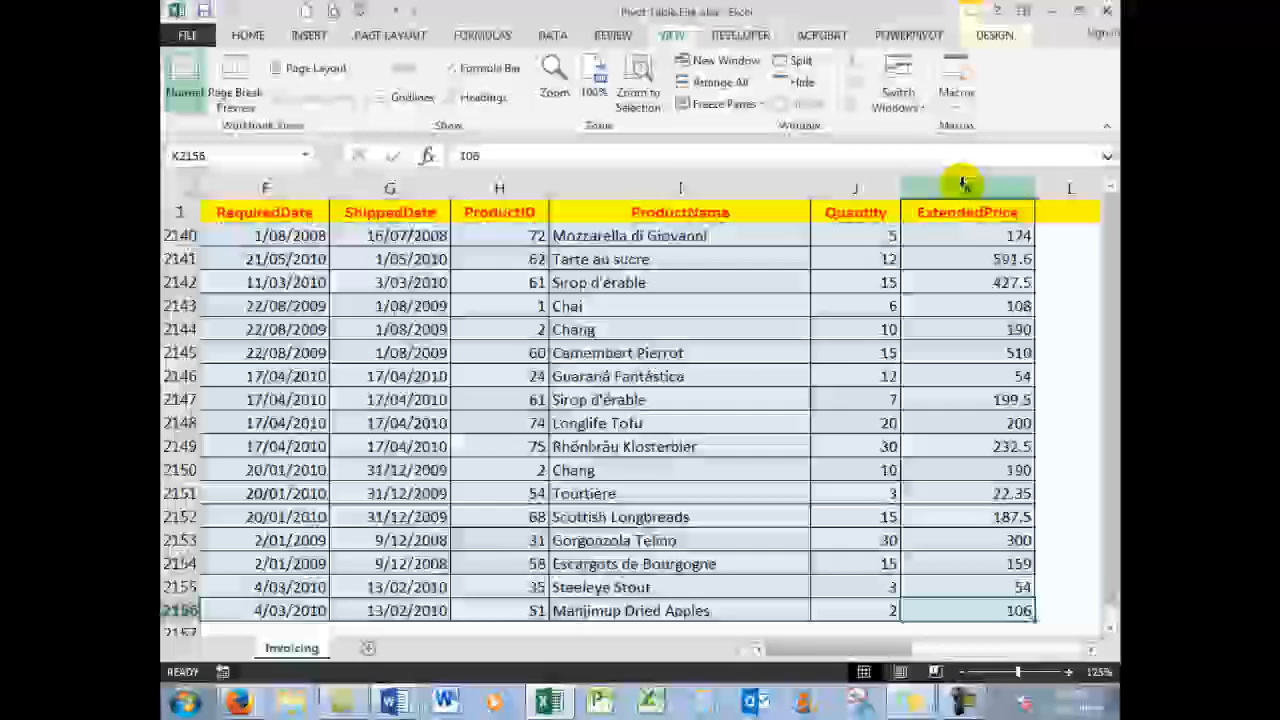 Pivot Table File.xlsx - Excel
FILE HOME INSERT PAGE LAYOUT FORMULAS DATA REVIEW VIEW DEVELOPER ACROBAT POWERPIVOT DESIGN Sign in
Page Layout Formula Bar New Window Split
Normal Page Break Preview Gridlines Headings Zoom 100% Zoom to Selection Arrange All Hide Switch Windows Macros
Freeze Panes
Workbook Views Show Zoom Window Macros
K2156 fx 106
F G H I J K L
1 RequiredDate ShippedDate ProductID ProductName Quantity ExtendedPrice
2140 1/08/2008 16/07/2008 72 Mozzarella di Giovanni 5 174
2141 21/05/2010 1/05/2010 62 Tarte au sucre 12 591.6
2142 11/03/2010 3/03/2010 61 Sirop d'érable 15 427.5
2143 22/08/2009 1/08/2009 1 Chai 6 108
2144 22/08/2009 1/08/2009 2 Chang 10 190
2145 22/08/2009 1/08/2009 60 Camembert Pierrot 15 510
2146 17/04/2010 17/04/2010 24 Guaraná Fantástica 12 54
2147 17/04/2010 17/04/2010 61 Sirop d'érable 7 199.5
2148 17/04/2010 17/04/2010 74 Longlife Tofu 20 200
2149 17/04/2010 17/04/2010 75 Rhönbräu Klosterbier 30 232.5
2150 20/01/2010 31/12/2009 2 Chang 10 190
2151 20/01/2010 31/12/2009 54 Tourtière 3 22.35
2152 20/01/2010 31/12/2009 68 Scottish Longbreads 15 187.5
2153 2/01/2009 9/12/2008 31 Gorgonzola Telino 30 300
2154 2/01/2009 9/12/2008 58 Escargots de Bourgogne 15 159
2155 4/03/2010 13/02/2010 35 Steeleye Stout 3 54
2156 4/03/2010 13/02/2010 51 Manjimup Dried Apples 2 106
2157
Invoicing
READY 125%